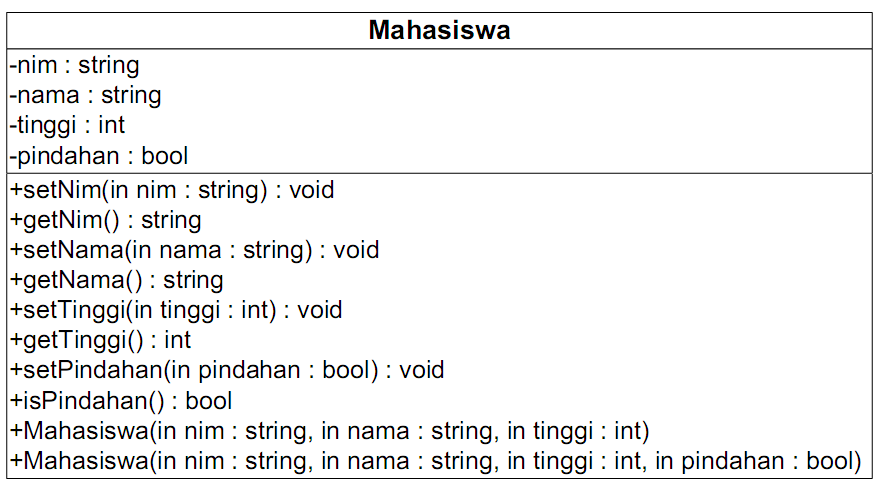 Mahasiswa
-nim : string
-nama : string
-tinggi : int
-pindahan : bool
+setNim(in nim : string) : void
+getNim() : string
+setNama(in nama : string) : void
+getNama() : string
+setTinggi(in tinggi : int) : void
+getTinggi() : int
+setPindahan(in pindahan : bool) : void
+isPindahan() : bool
+Mahasiswa(in nim : string, in nama : string, in tinggi : int)
+Mahasiswa(in nim : string, in nama : string, in tinggi : int, in pindahan : bool)